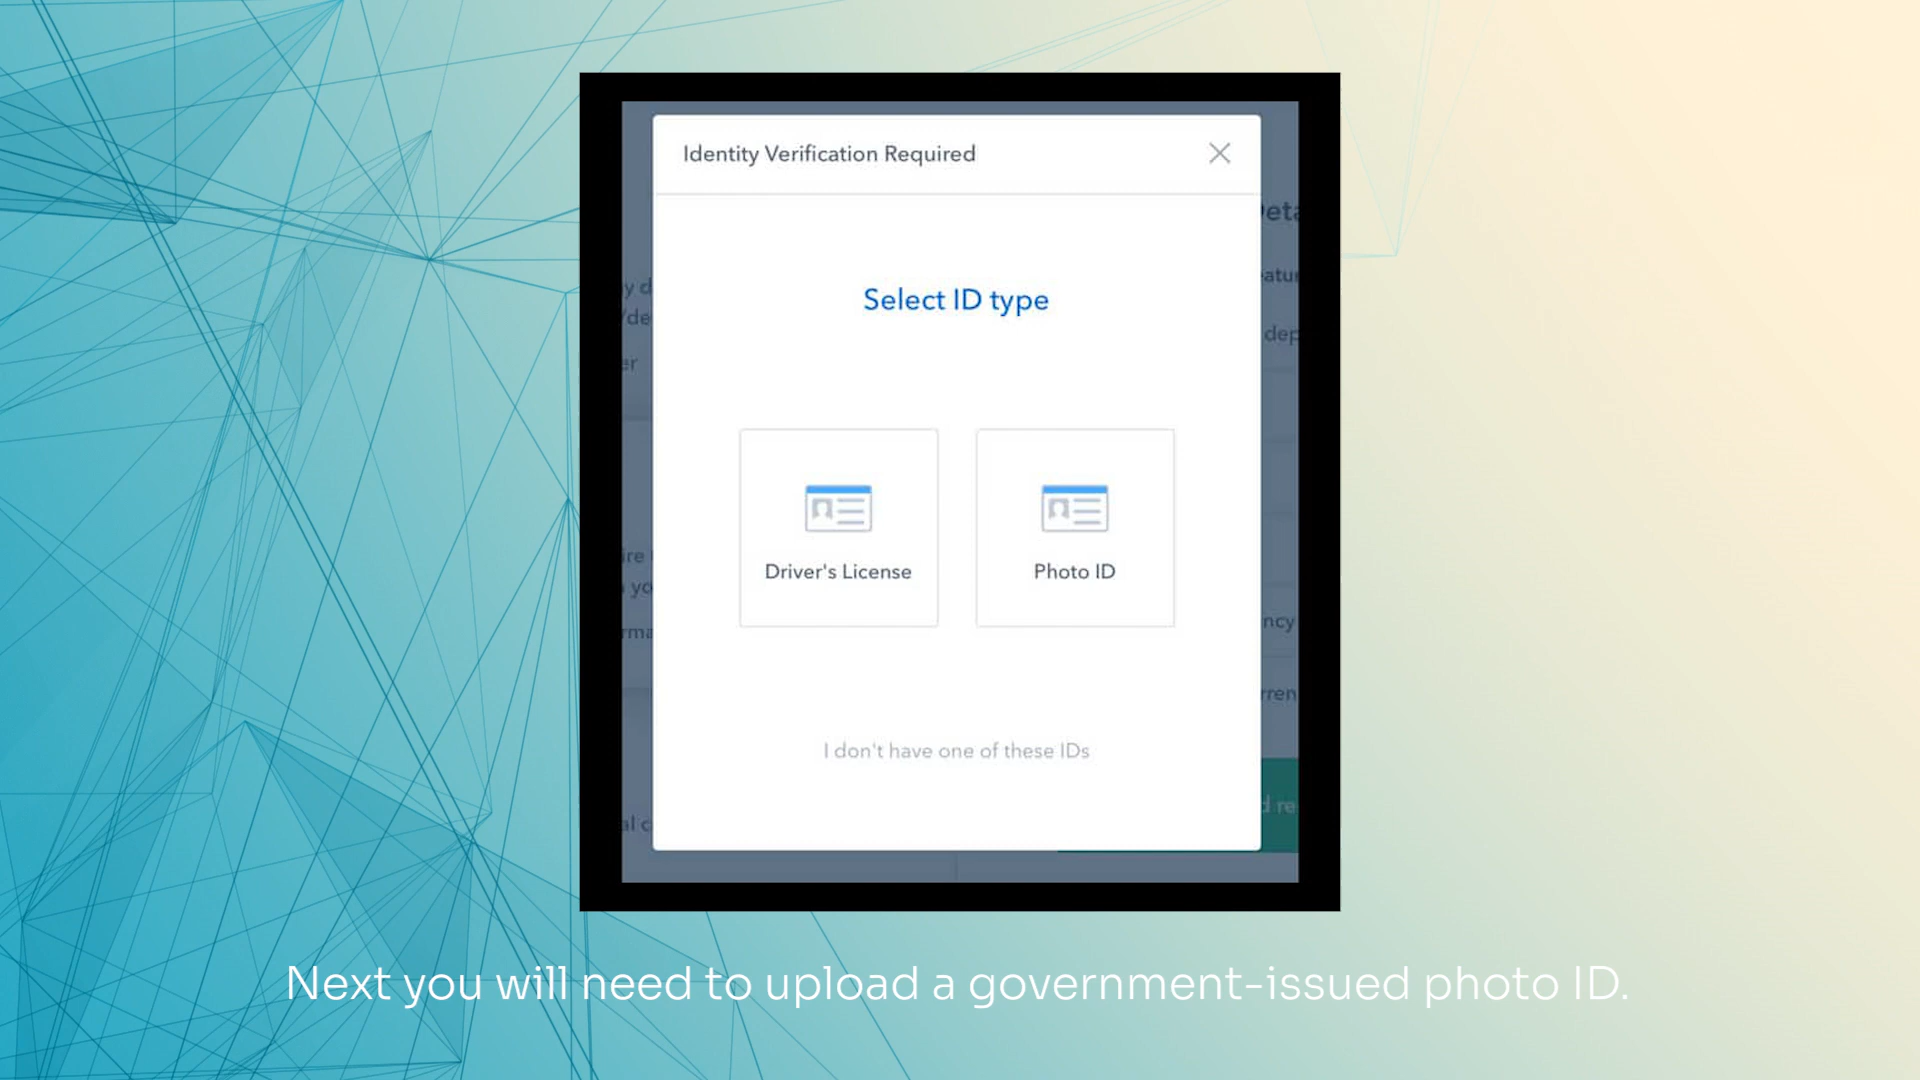 Identity Verification Required
Select ID type
Driver's License
Photo ID
I don't have one of these IDs
Next you will need to upload a government-issued photo ID.